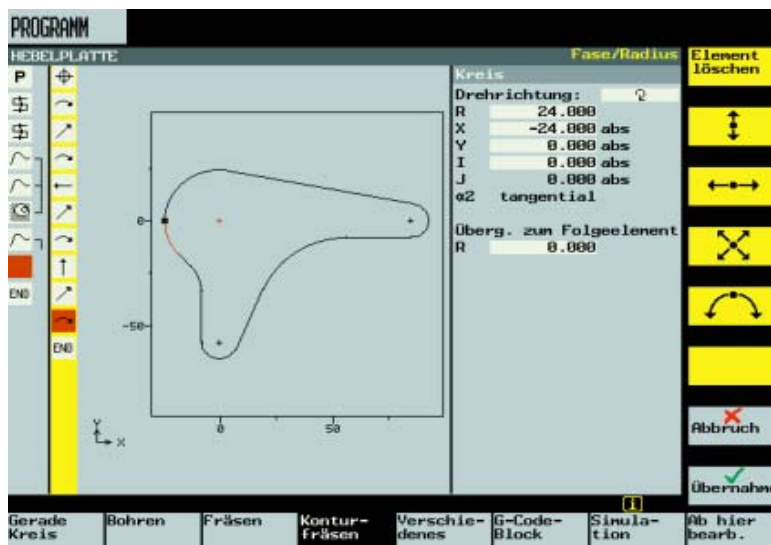 PROGRAMM
HEBELPLATTE
Fase/Radius
Element
löschen
P
END
END
0
-50
0
50
Y
X
Kreis
Drehrichtung:
R 24.000
X -24.000 abs
Y 0.000 abs
I 0.000 abs
J 0.000 abs
α2 tangential
Überg. zum Folgeelement
R 0.000
Abbruch
Übernahme
i
Gerade
Kreis
Bohren
Fräsen
Kontur-
fräsen
Verschie-
denes
G-Code-
Block
Simula-
tion
Ab hier
bearb.